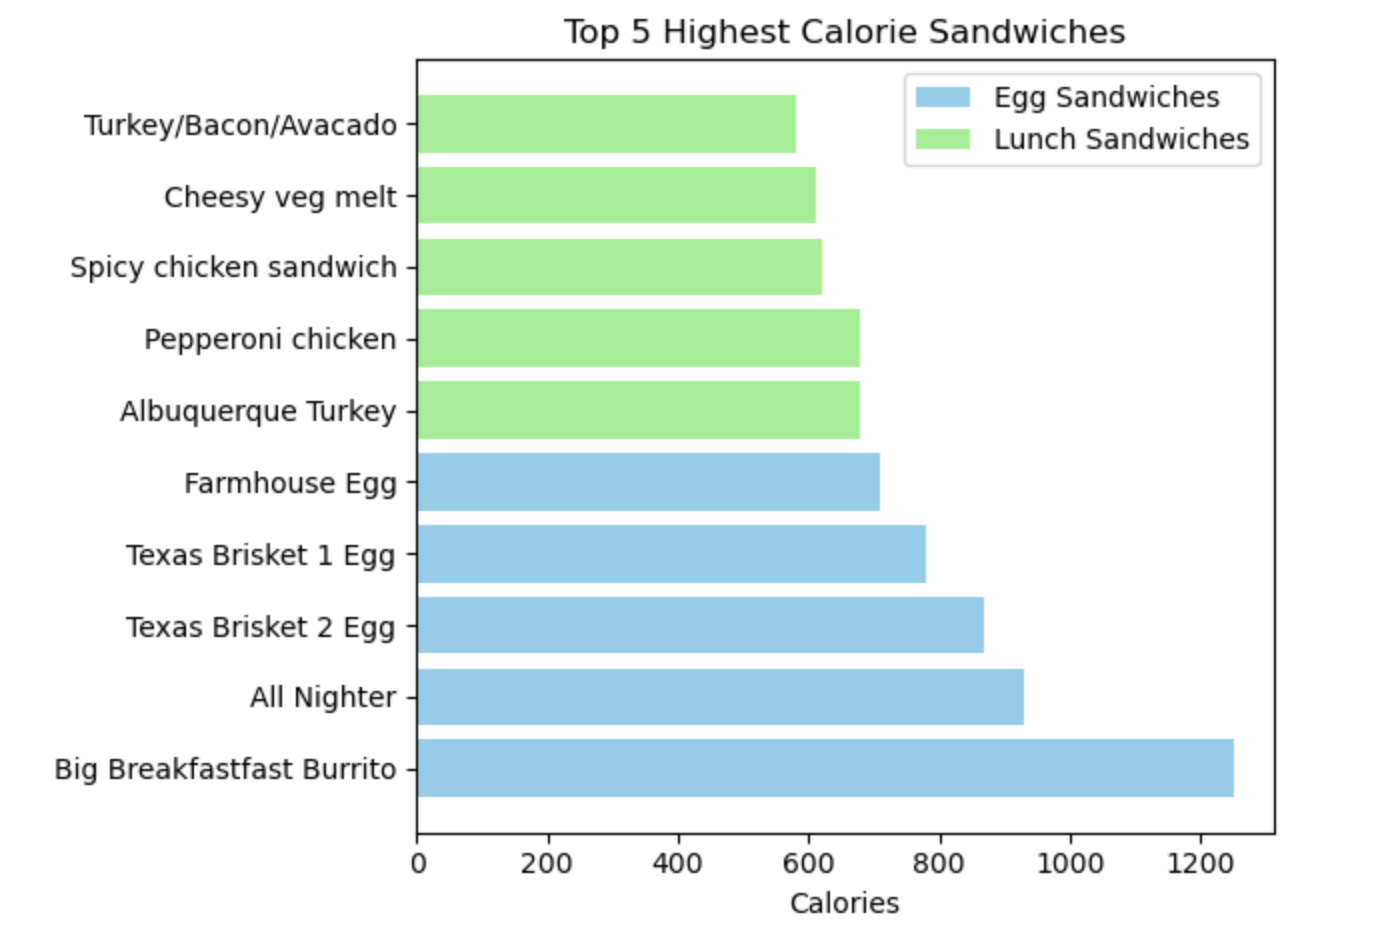 Top 5 Highest Calorie Sandwiches
Egg Sandwiches
Lunch Sandwiches
Turkey/Bacon/Avacado
Cheesy veg melt
Spicy chicken sandwich
Pepperoni chicken
Albuquerque Turkey
Farmhouse Egg
Texas Brisket 1 Egg
Texas Brisket 2 Egg
All Nighter
Big Breakfastfast Burrito
0 200 400 600 800 1000 1200
Calories